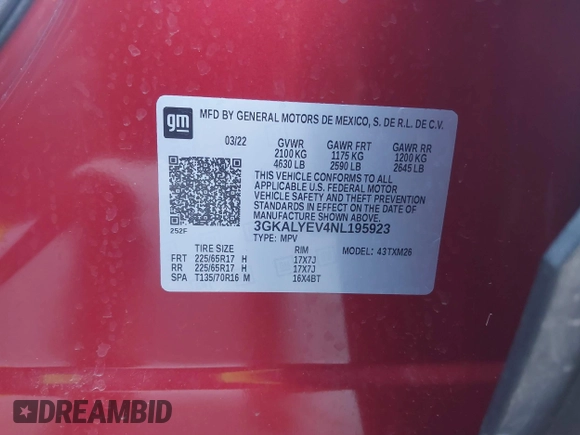 gm
MFD BY GENERAL MOTORS DE MEXICO, S. DE R.L. DE C.V.
03/22 GVWR GAWR FRT GAWR RR
2100 KG 1175 KG 1200 KG
4630 LB 2590 LB 2645 LB
THIS VEHICLE CONFORMS TO ALL
APPLICABLE U.S. FEDERAL MOTOR
VEHICLE SAFETY AND THEFT
PREVENTION STANDARDS IN EFFECT ON
THE DATE OF MANUFACTURE
SHOWN ABOVE.
3GKALYEV4NL195923
252F
TYPE: MPV MODEL: 43TXM26
TIRE SIZE RIM
FRT 225/65R17 H 17X7J
RR 225/65R17 H 17X7J
SPA T135/70R16 M 16X4BT
DREAMBID